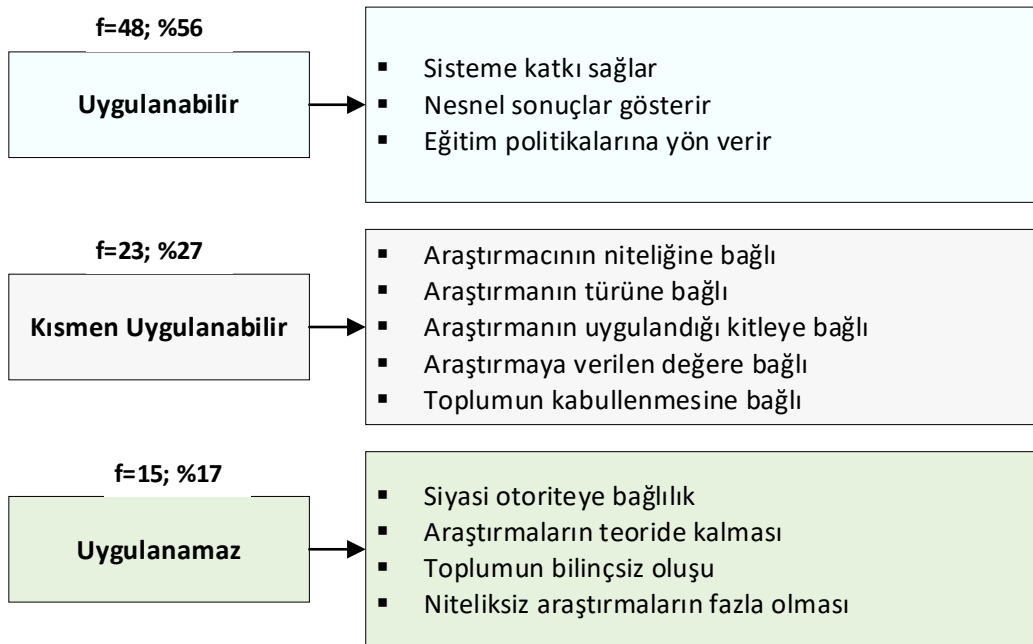 f=48; %56
Uygulanabilir
▪ Sisteme katkı sağlar
▪ Nesnel sonuçlar gösterir
▪ Eğitim politikalarına yön verir
f=23; %27
Kısmen Uygulanabilir
▪ Araştırmacının niteliğine bağlı
▪ Araştırmanın türüne bağlı
▪ Araştırmanın uygulandığı kitleye bağlı
▪ Araştırmaya verilen değere bağlı
▪ Toplumun kabullenmesine bağlı
f=15; %17
Uygulanamaz
▪ Siyasi otoriteye bağlılık
▪ Araştırmaların teoride kalması
▪ Toplumun bilinçsiz oluşu
▪ Niteliksiz araştırmaların fazla olması